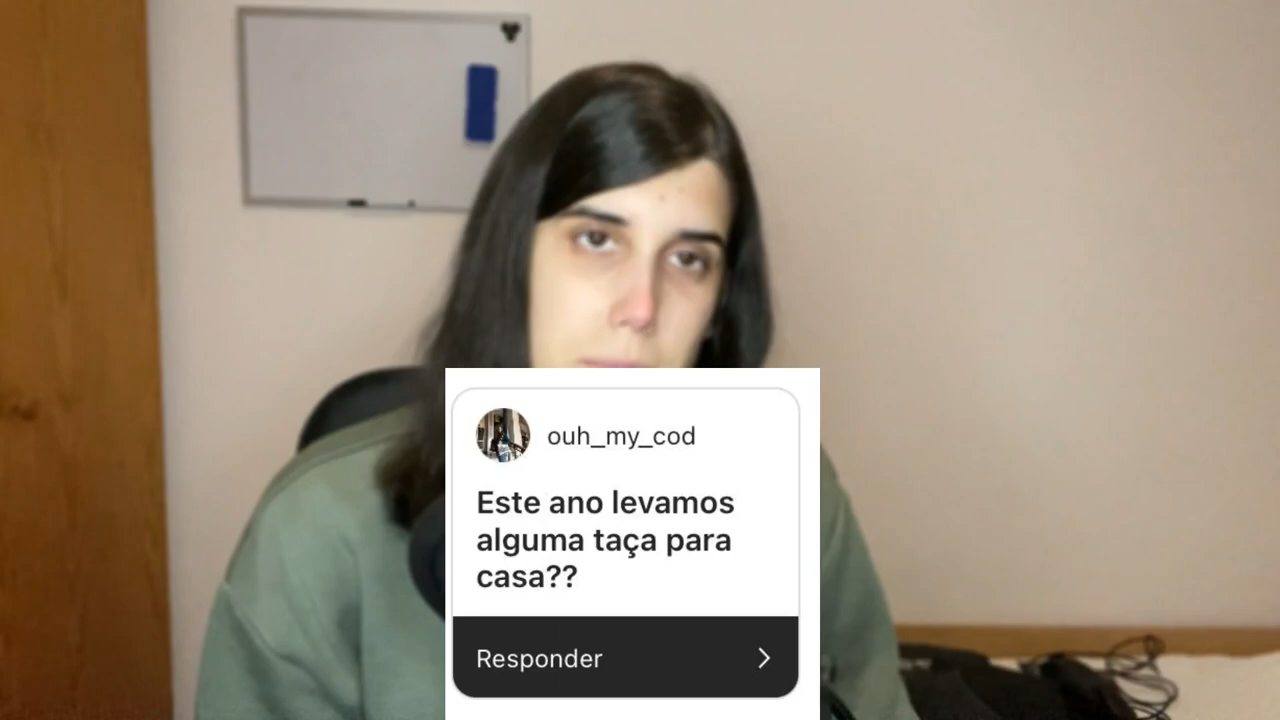 ouh_my_cod
Este ano levamos
alguma taça para
casa??
Responder